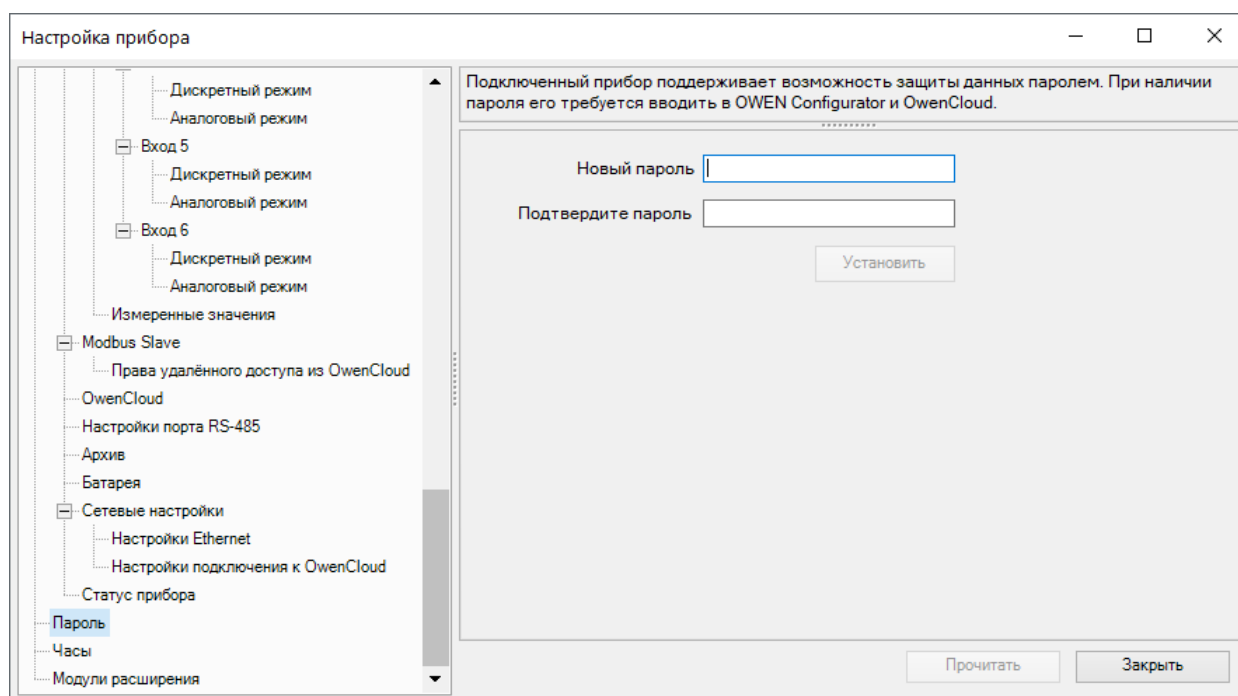 Настройка прибора
Дискретный режим
Аналоговый режим
Вход 5
Дискретный режим
Аналоговый режим
Вход 6
Дискретный режим
Аналоговый режим
Измеренные значения
Modbus Slave
Права удалённого доступа из OwenCloud
OwenCloud
Настройки порта RS-485
Архив
Батарея
Сетевые настройки
Настройки Ethernet
Настройки подключения к OwenCloud
Статус прибора
Пароль
Часы
Модули расширения
Подключенный прибор поддерживает возможность защиты данных паролем. При наличии
пароля его требуется вводить в OWEN Configurator и OwenCloud.
Новый пароль
Подтвердите пароль
Установить
Прочитать
Закрыть